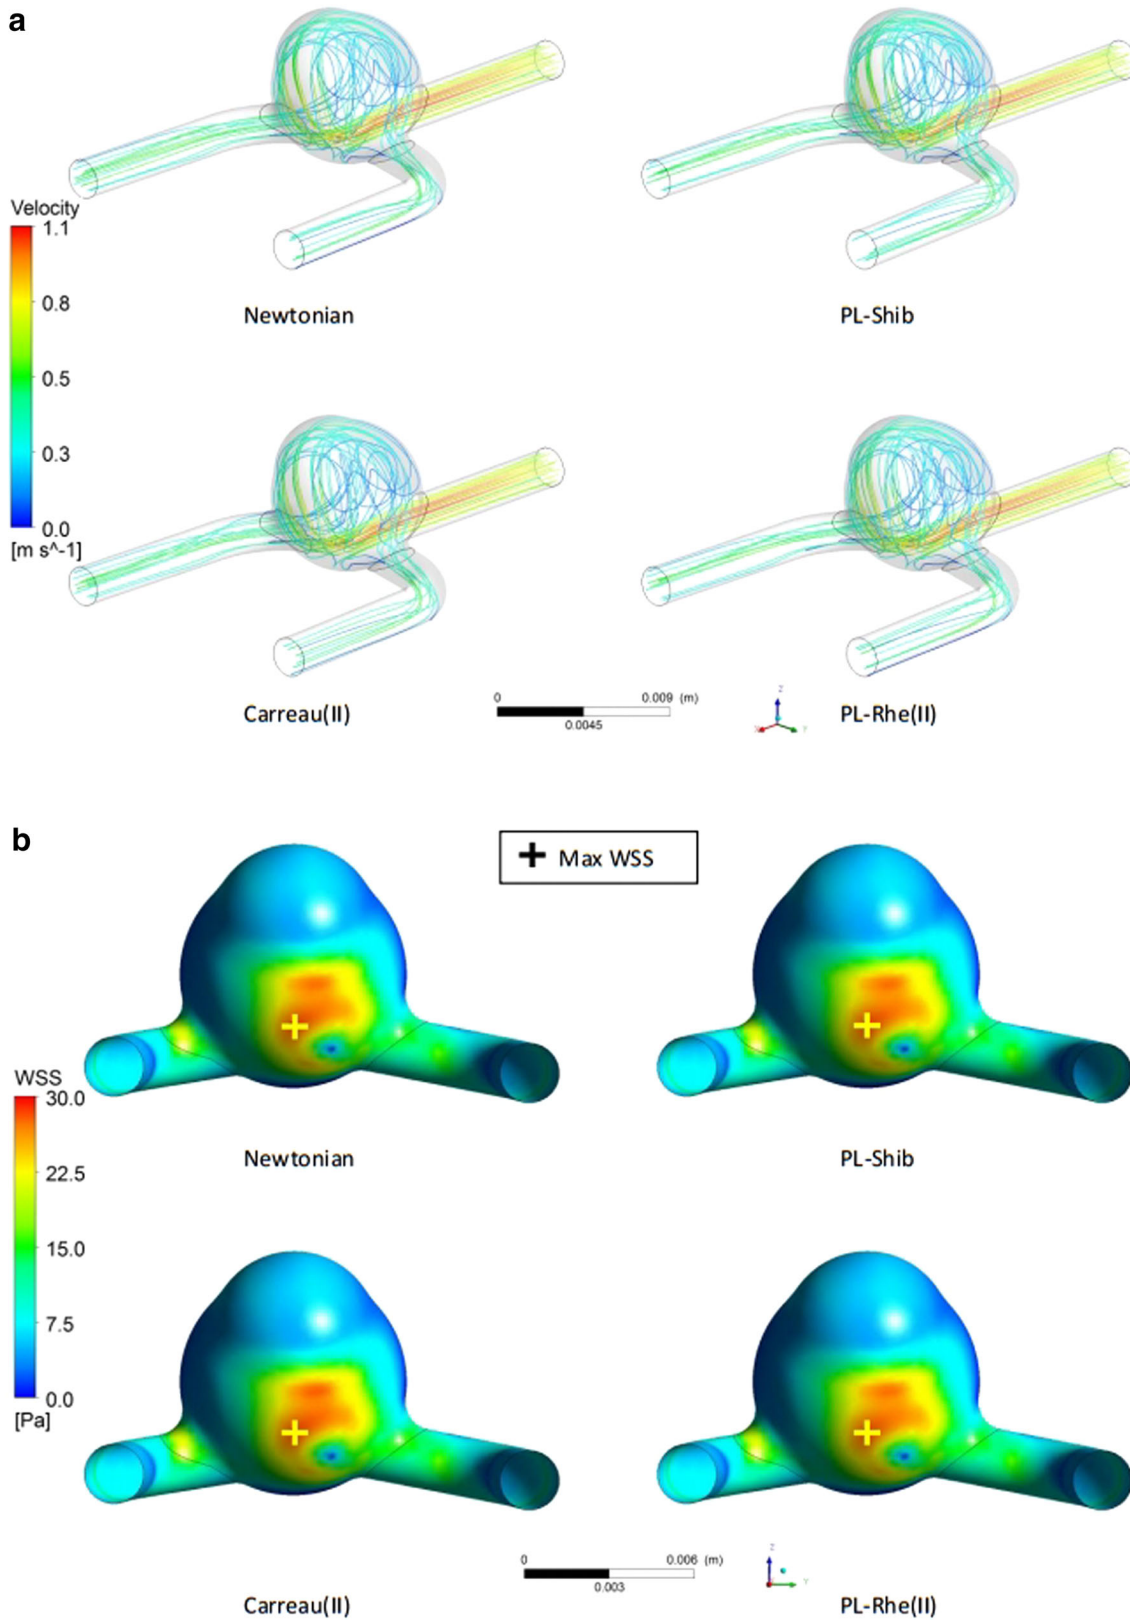 a
Velocity
1.1
0.8
0.5
0.3
0.0
[m s^-1]
Newtonian
PL-Shib
Carreau(II)
0
0.009 (m)
0.0045
Z
X
Y
PL-Rhe(II)
b
Max WSS
WSS
30.0
22.5
15.0
7.5
0.0
[Pa]
Newtonian
PL-Shib
0
0.006 (m)
0.003
Z
Y
Carreau(II)
PL-Rhe(II)